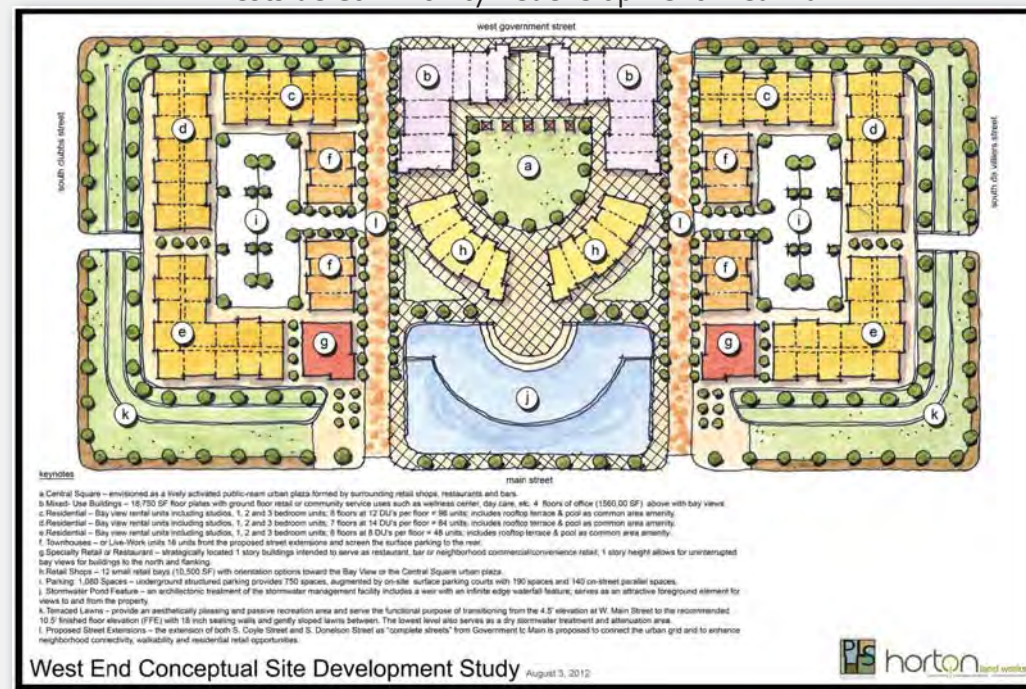 west government street
south clubbs street
south de villiers street
b
b
c
c
d
d
a
f
f
i
l
l
i
h
h
f
f
g
g
e
e
j
k
k
main street
keynotes
a.Central Square – envisioned as a lively activated public-ream urban plaza formed by surrounding retail shops, restaurants and bars.
b.Mixed- Use Buildings – 18,750 SF floor plates with ground floor retail or community service uses such as wellness center, day care, etc. 4 floors of office (1560,00 SF) above with bay views.
c.Residential – Bay view rental units including studios, 1, 2 and 3 bedroom units; 8 floors at 12 DU's per floor = 96 units; includes rooftop terrace & pool as common area amenity.
d.Residential – Bay view rental units including studios, 1, 2 and 3 bedroom units; 7 floors at 14 DU's per floor = 84 units; includes rooftop terrace & pool as common area amenity.
e.Residential – Bay view rental units including studios, 1, 2 and 3 bedroom units; 6 floors at 8 DU's per floor = 48 units; includes rooftop terrace & pool as common area amenity.
f. Townhouses – or Live-Work units 18 units front the proposed street extensions and screen the surface parking to the rear.
g.Specialty Retail or Restaurant – strategically located 1 story buildings intended to serve as restaurant, bar or neighborhood commercial/convenience retail; 1 story height allows for uninterrupted
bay views for buildings to the north and flanking.
h.Retail Shops – 12 small retail bays (10,500 SF) with orientation options toward the Bay View or the Central Square urban plaza.
i. Parking: 1,080 Spaces – underground structured parking provides 750 spaces, augmented by on-site surface parking courts with 190 spaces and 140 on-street parallel spaces.
j. Stormwater Pond Feature – an architectonic treatment of the stormwater management facility includes a weir with an infinite edge waterfall feature; serves as an attractive foreground element for
views to and from the property.
k.Terraced Lawns – provide an aesthetically pleasing and passive recreation area and serve the functional purpose of transitioning from the 4.5' elevation at W. Main Street to the recommended
10.5' finished floor elevation (FFE) with 18 inch seating walls and gently sloped lawns between. The lowest level also serves as a dry stormwater treatment and attenuation area.
l. Proposed Street Extensions – the extension of both S. Coyle Street and S. Donelson Street as "complete streets" from Government to Main is proposed to connect the urban grid and to enhance
neighborhood connectivity, walkability and residential retail opportunities.
West End Conceptual Site Development Study August 3, 2012
horton land works